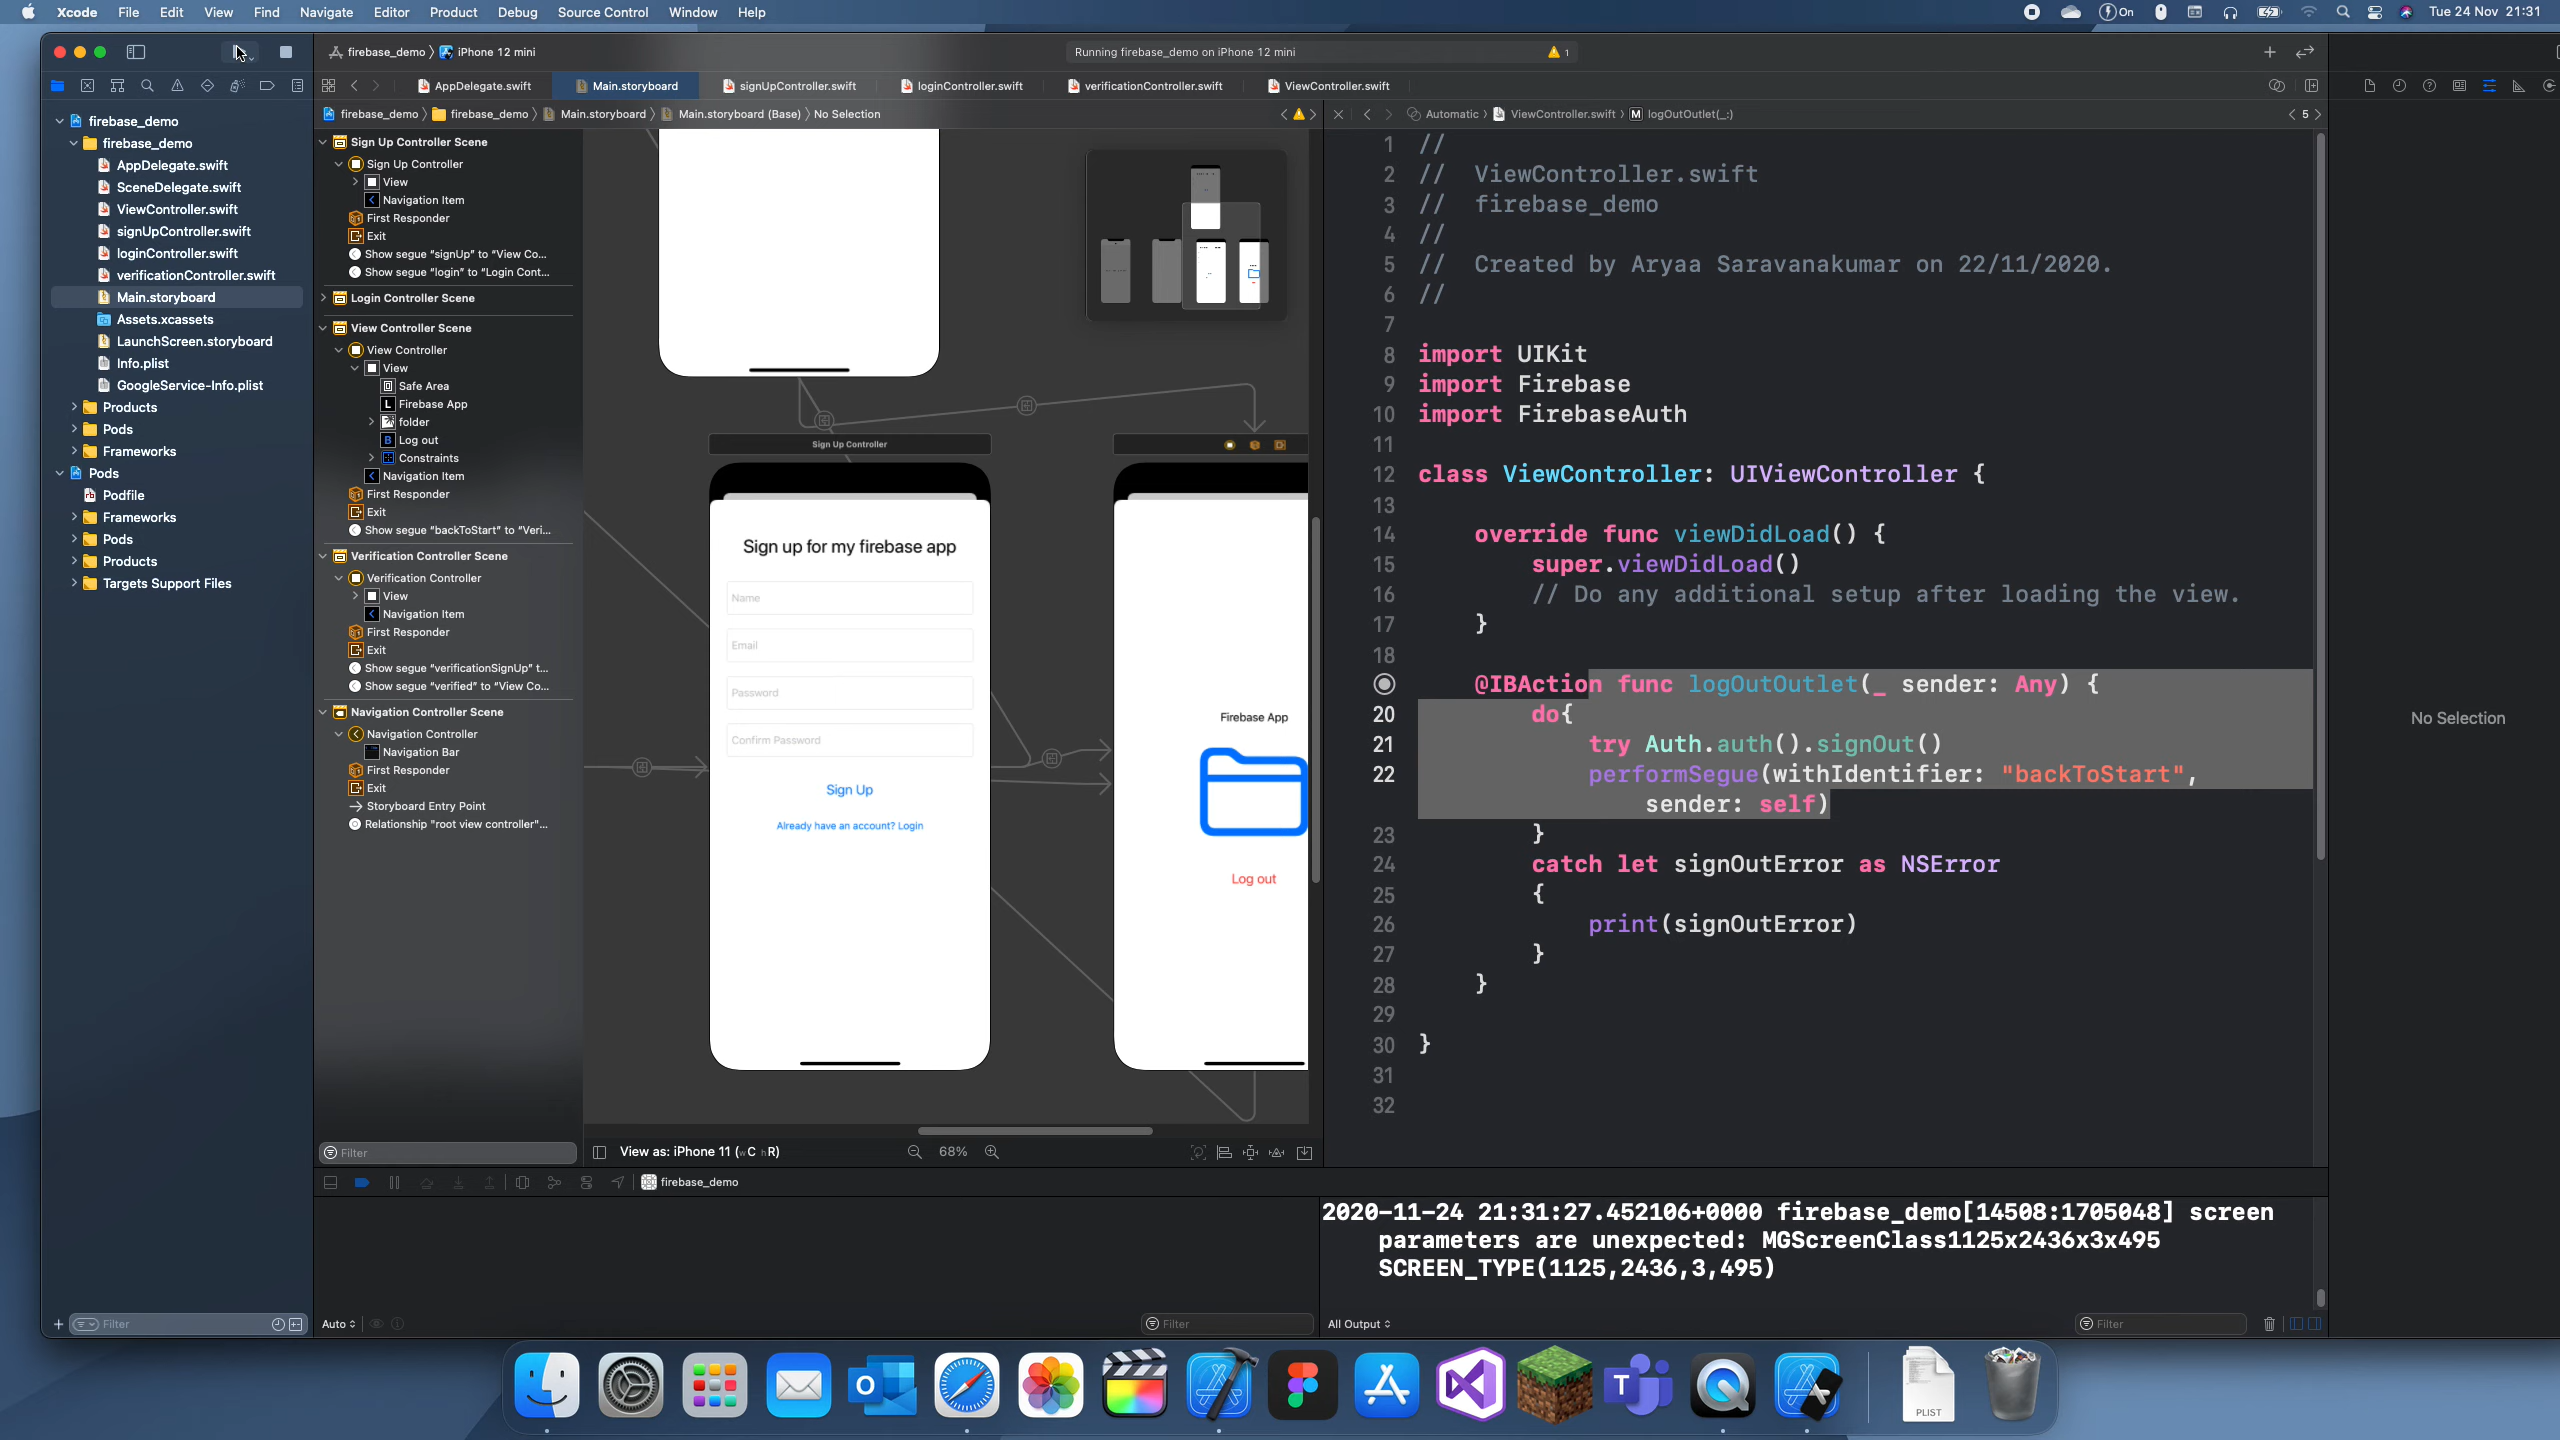 Xcode File Edit View Find Navigate Editor Product Debug Source Control Window Help
On
Tue 24 Nov 21:31
firebase_demo iPhone 12 mini
Running firebase_demo on iPhone 12 mini
1
AppDelegate.swift
Main.storyboard
signUpController.swift
loginController.swift
verificationController.swift
ViewController.swift
firebase_demo
firebase_demo
AppDelegate.swift
SceneDelegate.swift
ViewController.swift
signUpController.swift
loginController.swift
verificationController.swift
Main.storyboard
Assets.xcassets
LaunchScreen.storyboard
Info.plist
GoogleService-Info.plist
Products
Pods
Frameworks
Pods
Podfile
Frameworks
Pods
Products
Targets Support Files
Filter
firebase_demo firebase_demo Main.storyboard Main.storyboard (Base) No Selection
Sign Up Controller Scene
Sign Up Controller
View
Navigation Item
First Responder
Exit
Show segue "signUp" to "View Co...
Show segue "login" to "Login Cont...
Login Controller Scene
View Controller Scene
View Controller
View
Safe Area
L Firebase App
folder
B Log out
Constraints
Navigation Item
First Responder
Exit
Show segue "backToStart" to "Veri...
Verification Controller Scene
Verification Controller
View
Navigation Item
First Responder
Exit
Show segue "verificationSignUp" t...
Show segue "verified" to "View Co...
Navigation Controller Scene
Navigation Controller
Navigation Bar
First Responder
Exit
Storyboard Entry Point
Relationship "root view controller"...
Filter
Sign Up Controller
Sign up for my firebase app
Name
Email
Password
Confirm Password
Sign Up
Already have an account? Login
Firebase App
Log out
View as: iPhone 11 (wC hR)
68%
Automatic ViewController.swift M logOutOutlet(_:)
5
1 //
2 //  ViewController.swift
3 //  firebase_demo
4 //
5 //  Created by Aryaa Saravanakumar on 22/11/2020.
6 //
7
8 import UIKit
9 import Firebase
10 import FirebaseAuth
11
12 class ViewController: UIViewController {
13
14 override func viewDidLoad() {
15 super.viewDidLoad()
16 // Do any additional setup after loading the view.
17 }
18
@IBAction func logOutOutlet(_ sender: Any) {
20 do{
21 try Auth.auth().signOut()
22 performSegue(withIdentifier: "backToStart",
sender: self)
23 }
24 catch let signOutError as NSError
25 {
26 print(signOutError)
27 }
28 }
29
30 }
31
32
No Selection
firebase_demo
2020-11-24 21:31:27.452106+0000 firebase_demo[14508:1705048] screen
parameters are unexpected: MGScreenClass1125x2436x3x495
SCREEN_TYPE(1125,2436,3,495)
Auto
Filter
All Output
Filter
PLIST